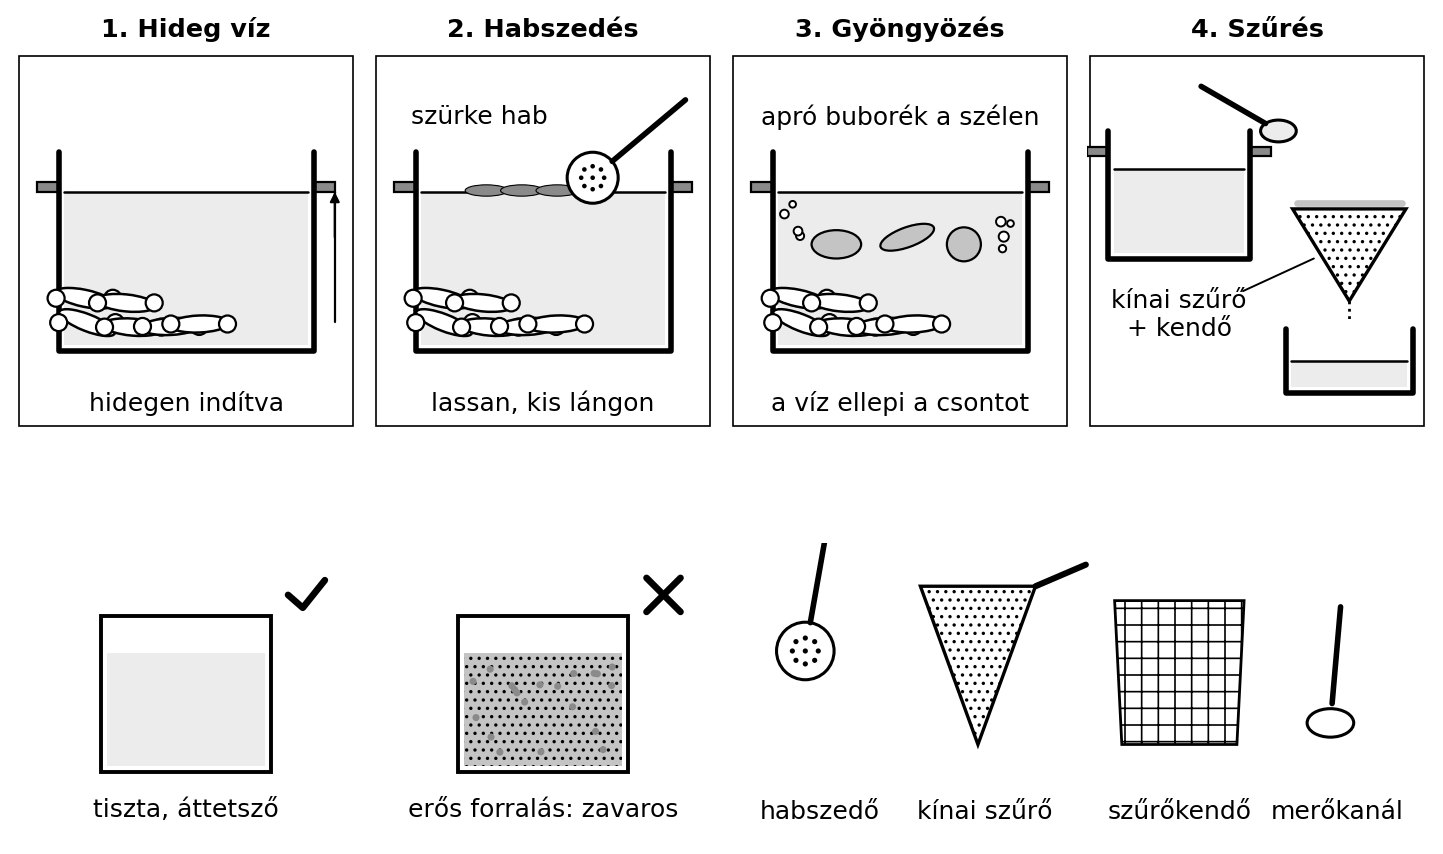 1. Hideg víz
2. Habszedés
3. Gyöngyözés
4. Szűrés
szürke hab
apró buborék a szélen
kínai szűrő
+ kendő
hidegen indítva
lassan, kis lángon
a víz ellepi a csontot
tiszta, áttetsző
erős forralás: zavaros
habszedő
kínai szűrő
szűrőkendő
merőkanál